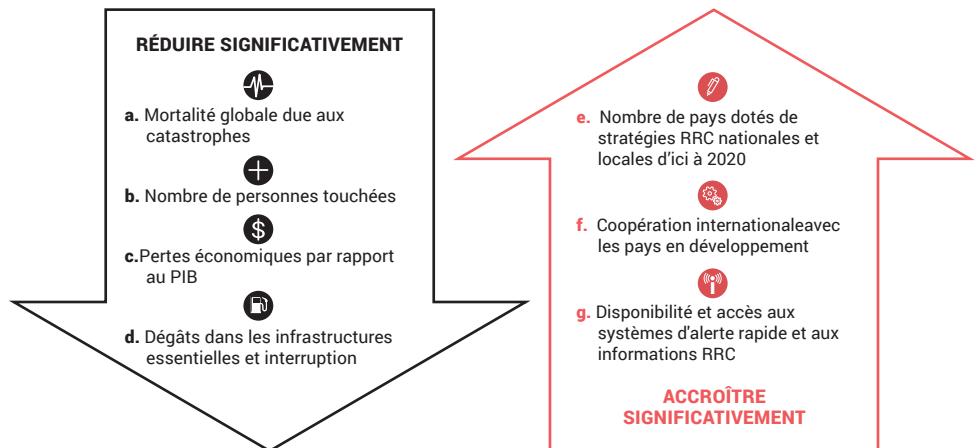 RÉDUIRE SIGNIFICATIVEMENT
a. Mortalité globale due aux
catastrophes
b. Nombre de personnes touchées
$
c.Pertes économiques par rapport
au PIB
d. Dégâts dans les infrastructures
essentielles et interruption
e. Nombre de pays dotés de
stratégies RRC nationales et
locales d'ici à 2020
f. Coopération internationaleavec
les pays en développement
g. Disponibilité et accès aux
systèmes d'alerte rapide et aux
informations RRC
ACCROÎTRE
SIGNIFICATIVEMENT